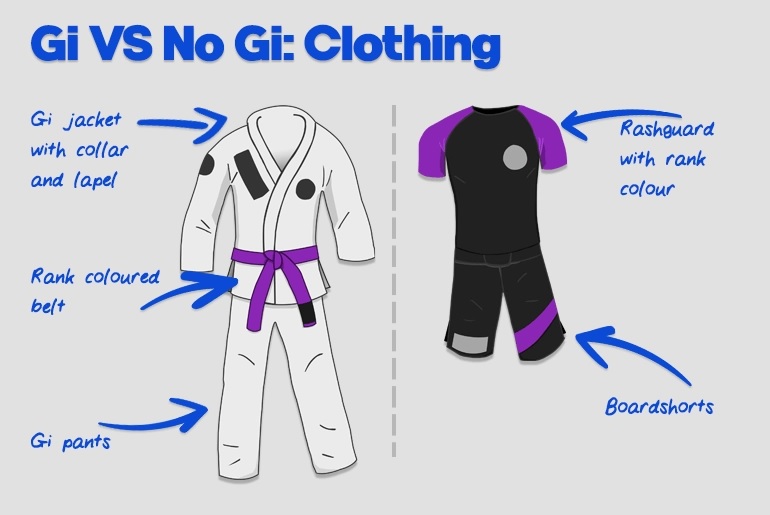 Gi VS No Gi: Clothing
Gi jacket
with collar
and lapel
Rank coloured
belt
Gi pants
Rashguard
with rank
colour
Boardshorts